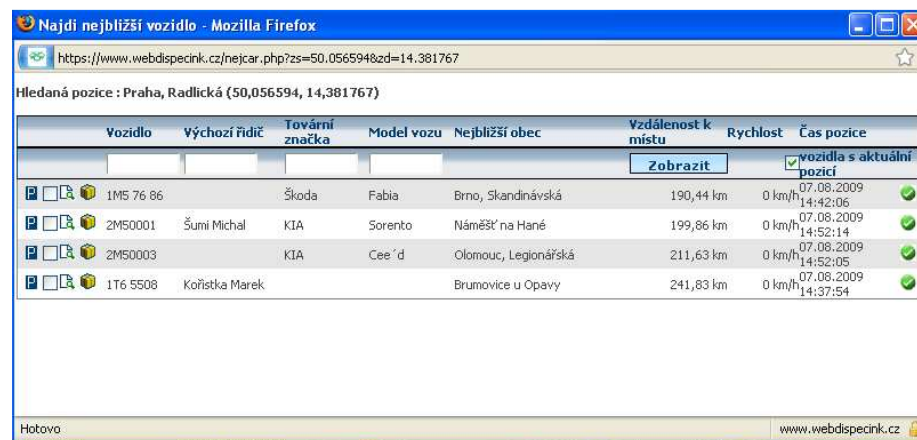 Najdi nejbližší vozidlo - Mozilla Firefox
https://www.webdispecink.cz/nejcar.php?zs=50.056594&zd=14.381767
Hledaná pozice : Praha, Radlická (50,056594, 14,381767)
Vozidlo Výchozí řidič Tovární značka Model vozu Nejbližší obec Vzdálenost k místu Rychlost Čas pozice
Zobrazit vozidla s aktuální pozicí
P 1M5 76 86 Škoda Fabia Brno, Skandinávská 190,44 km 0 km/h 07.08.2009 14:42:06
P 2M50001 Šumi Michal KIA Sorento Náměšť na Hané 199,86 km 0 km/h 07.08.2009 14:52:14
P 2M50003 KIA Cee´d Olomouc, Legionářská 211,63 km 0 km/h 07.08.2009 14:52:05
P 1T6 5508 Kořistka Marek Brumovice u Opavy 241,83 km 0 km/h 07.08.2009 14:37:54
Hotovo www.webdispecink.cz